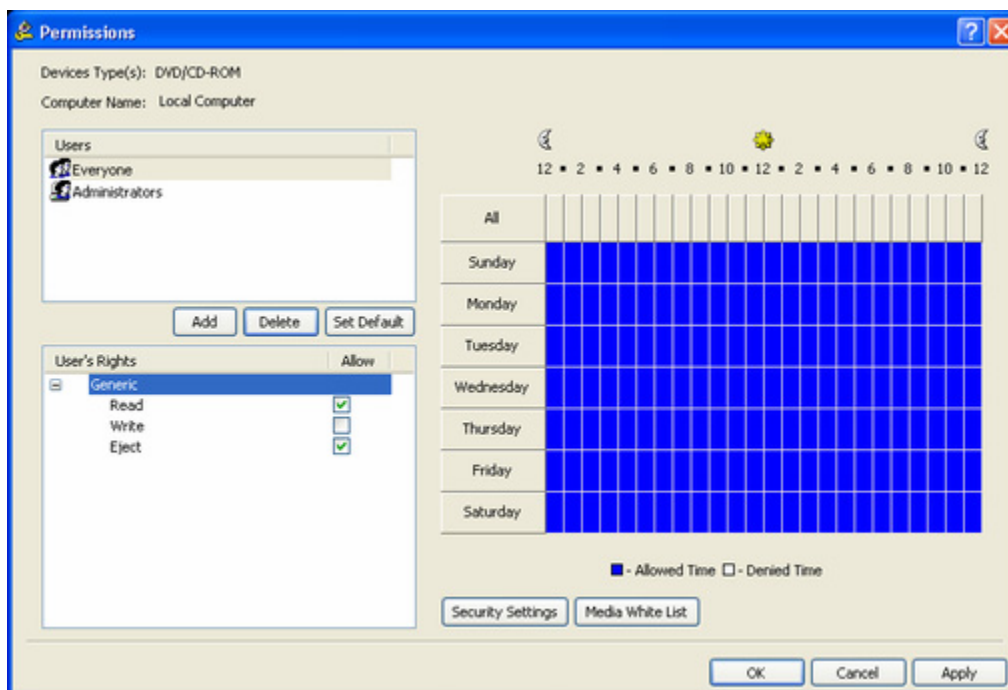 Permissions
Devices Type(s): DVD/CD-ROM
Computer Name: Local Computer
Users
Everyone
Administrators
Add Delete Set Default
User's Rights Allow
Generic
Read
Write
Eject
12 ▪ 2 ▪ 4 ▪ 6 ▪ 8 ▪ 10 ▪ 12 ▪ 2 ▪ 4 ▪ 6 ▪ 8 ▪ 10 ▪ 12
All
Sunday
Monday
Tuesday
Wednesday
Thursday
Friday
Saturday
- Allowed Time - Denied Time
Security Settings Media White List
OK Cancel Apply